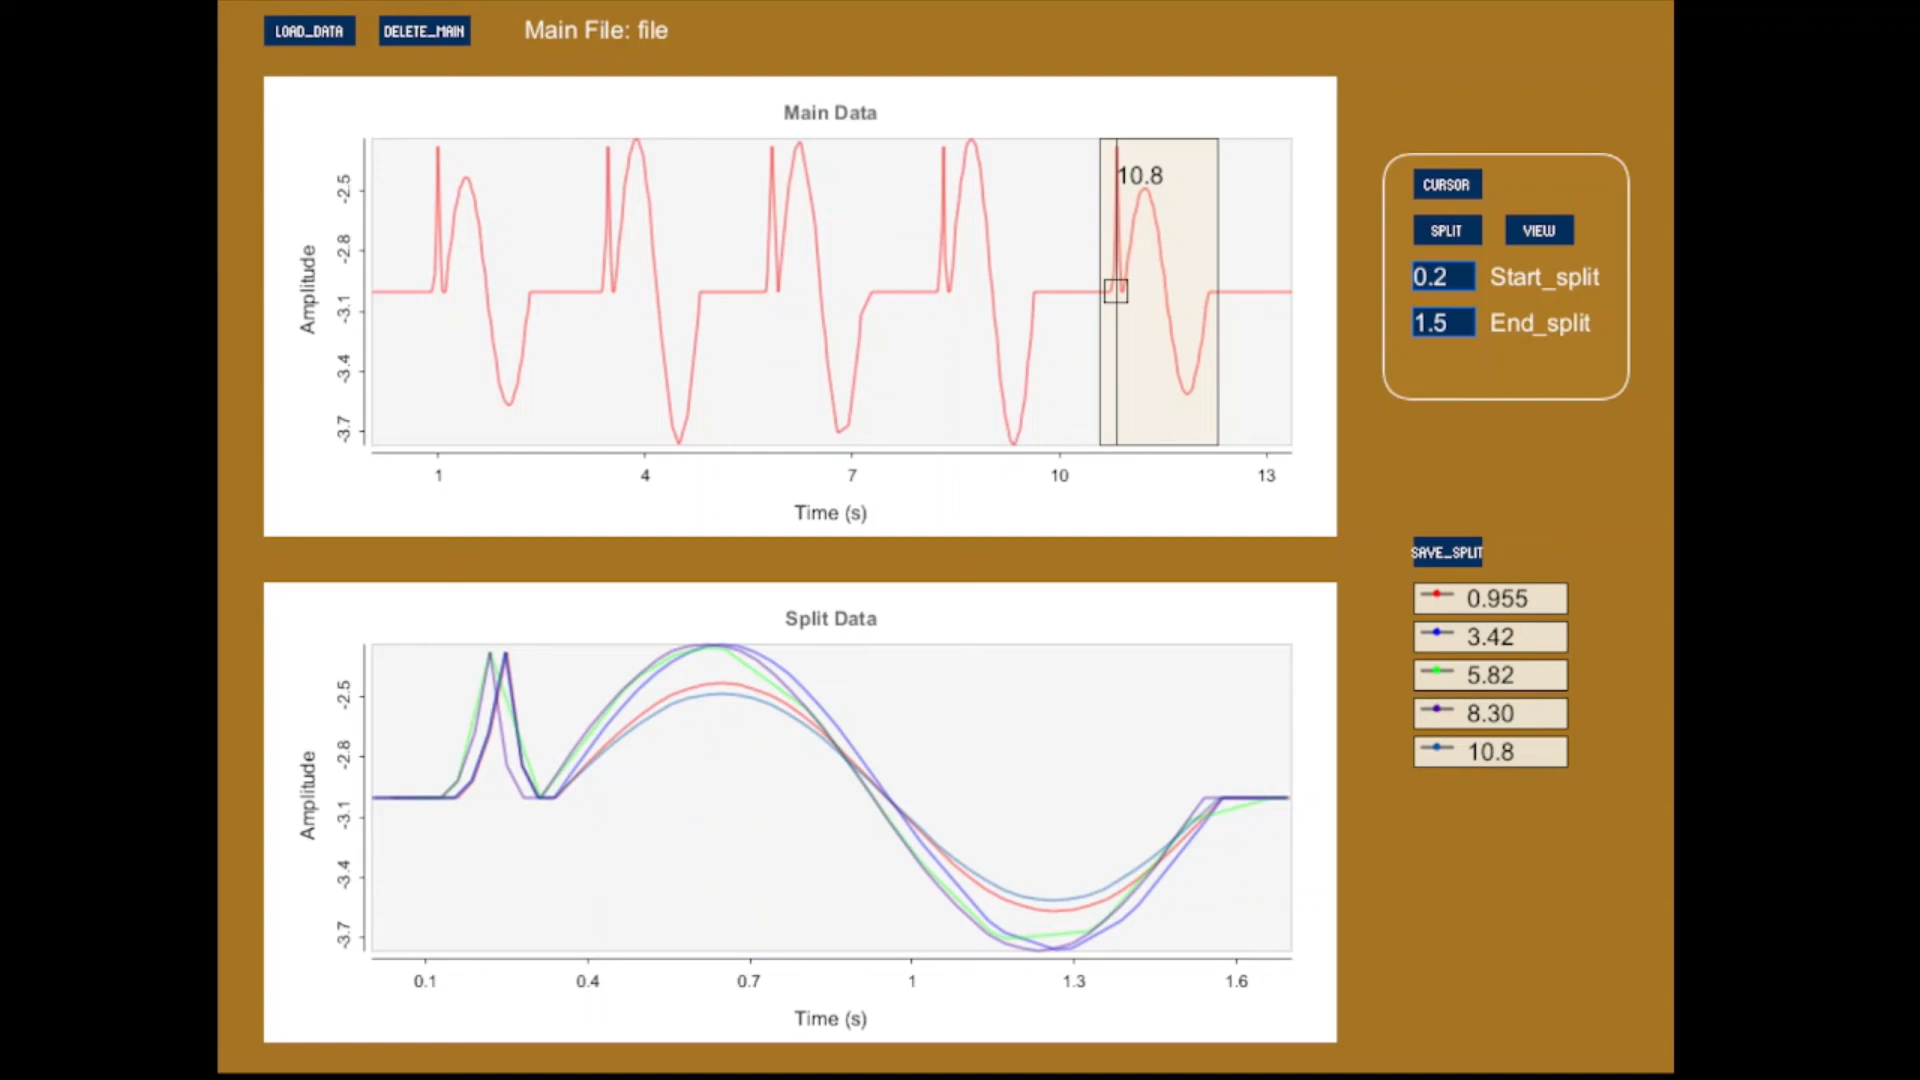 LOAD_DATA DELETE_MAIN Main File: file
Main Data
10.8
-2.5
-2.8
-3.1
-3.4
-3.7
Amplitude
1 4 7 10 13
Time (s)
CURSOR
SPLIT VIEW
0.2 Start_split
1.5 End_split
SAVE_SPLIT
0.955
3.42
5.82
8.30
10.8
Split Data
-2.5
-2.8
-3.1
-3.4
-3.7
Amplitude
0.1 0.4 0.7 1 1.3 1.6
Time (s)